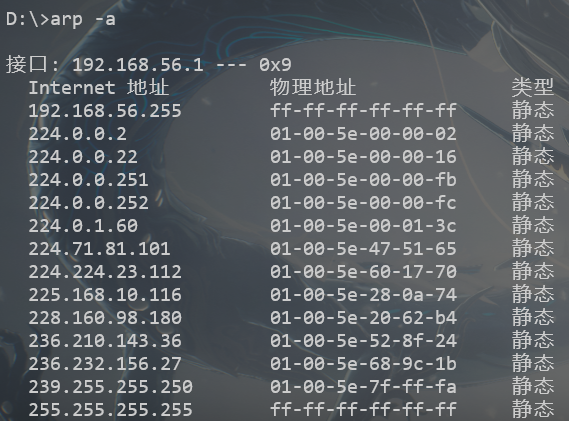 D:\>arp -a
接口: 192.168.56.1 --- 0x9
Internet 地址 物理地址 类型
192.168.56.255 ff-ff-ff-ff-ff-ff 静态
224.0.0.2 01-00-5e-00-00-02 静态
224.0.0.22 01-00-5e-00-00-16 静态
224.0.0.251 01-00-5e-00-00-fb 静态
224.0.0.252 01-00-5e-00-00-fc 静态
224.0.1.60 01-00-5e-00-01-3c 静态
224.71.81.101 01-00-5e-47-51-65 静态
224.224.23.112 01-00-5e-60-17-70 静态
225.168.10.116 01-00-5e-28-0a-74 静态
228.160.98.180 01-00-5e-20-62-b4 静态
236.210.143.36 01-00-5e-52-8f-24 静态
236.232.156.27 01-00-5e-68-9c-1b 静态
239.255.255.250 01-00-5e-7f-ff-fa 静态
255.255.255.255 ff-ff-ff-ff-ff-ff 静态